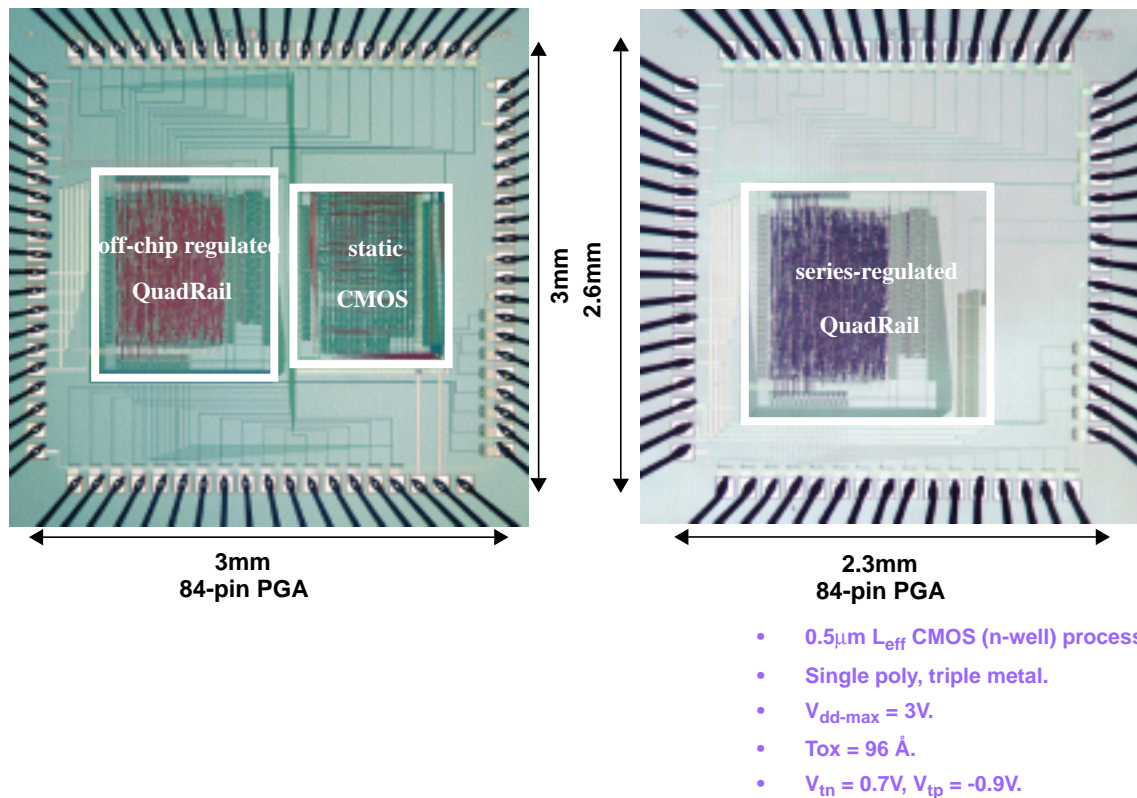 off-chip regulated
QuadRail
static
CMOS
3mm
2.6mm
series-regulated
QuadRail
3mm
84-pin PGA
2.3mm
84-pin PGA
• 0.5μm Leff CMOS (n-well) process
• Single poly, triple metal.
• Vdd-max = 3V.
• Tox = 96 Å.
• Vtn = 0.7V, Vtp = -0.9V.